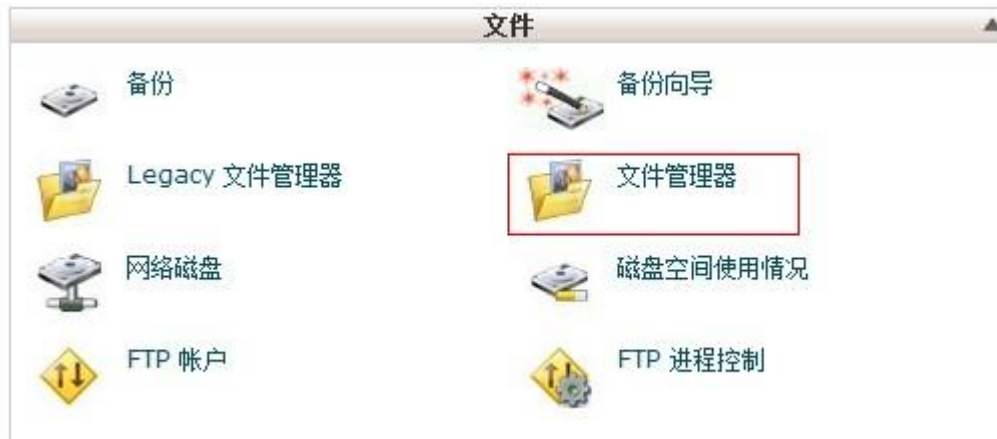 文件
备份
备份向导
Legacy 文件管理器
文件管理器
网络磁盘
磁盘空间使用情况
FTP 帐户
FTP 进程控制